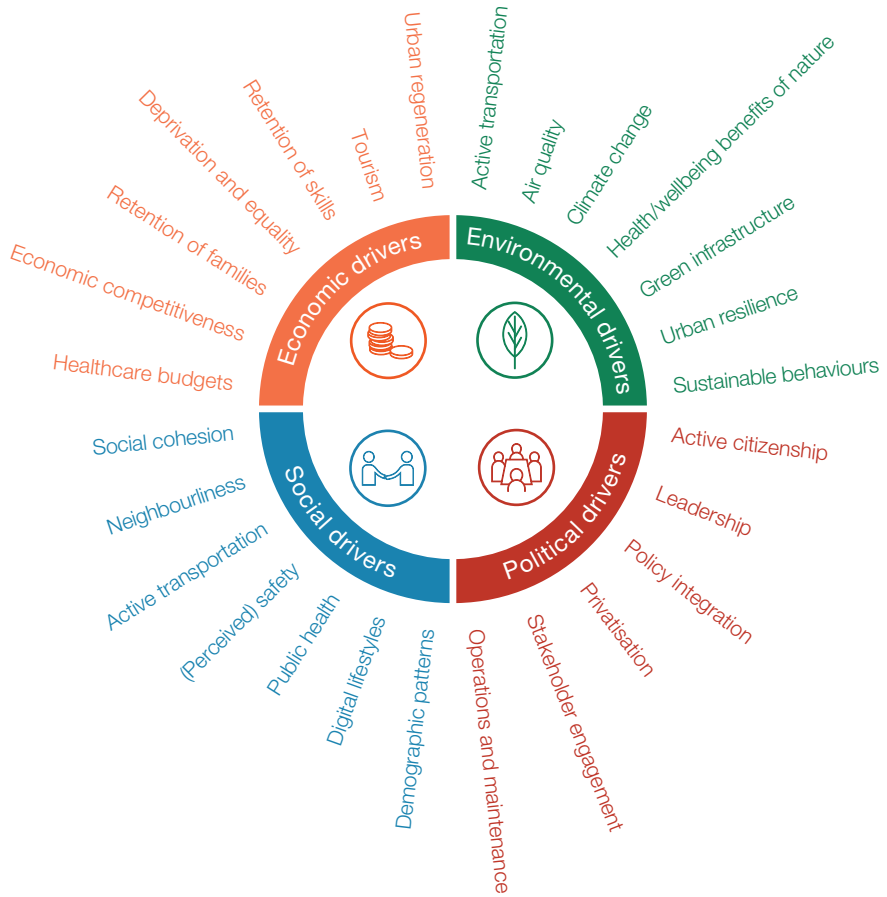 Economic drivers
Urban regeneration
Tourism
Retention of skills
Deprivation and equality
Retention of families
Economic competitiveness
Healthcare budgets
Environmental drivers
Active transportation
Air quality
Climate change
Health/wellbeing benefits of nature
Green infrastructure
Urban resilience
Sustainable behaviours
Political drivers
Active citizenship
Leadership
Policy integration
Privatisation
Stakeholder engagement
Operations and maintenance
Social drivers
Social cohesion
Neighbourliness
Active transportation
(Perceived) safety
Public health
Digital lifestyles
Demographic patterns